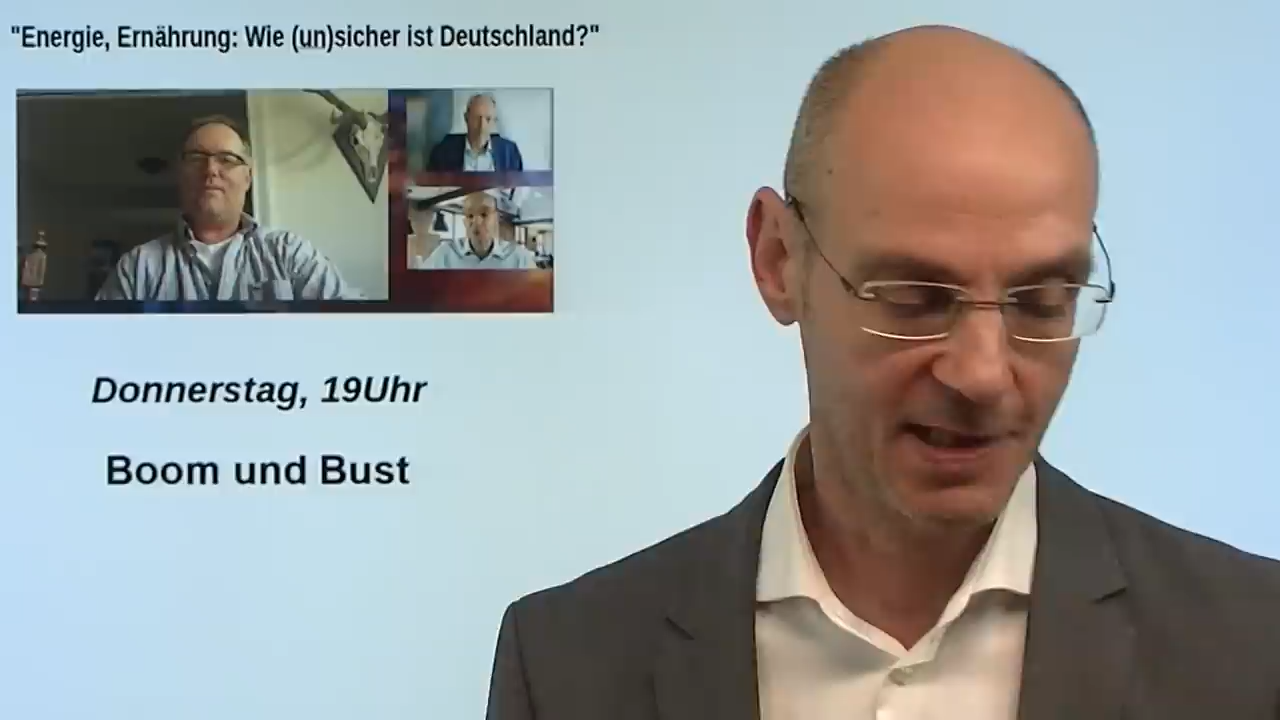 "Energie, Ernährung: Wie (un)sicher ist Deutschland?"
Donnerstag, 19Uhr
Boom und Bust